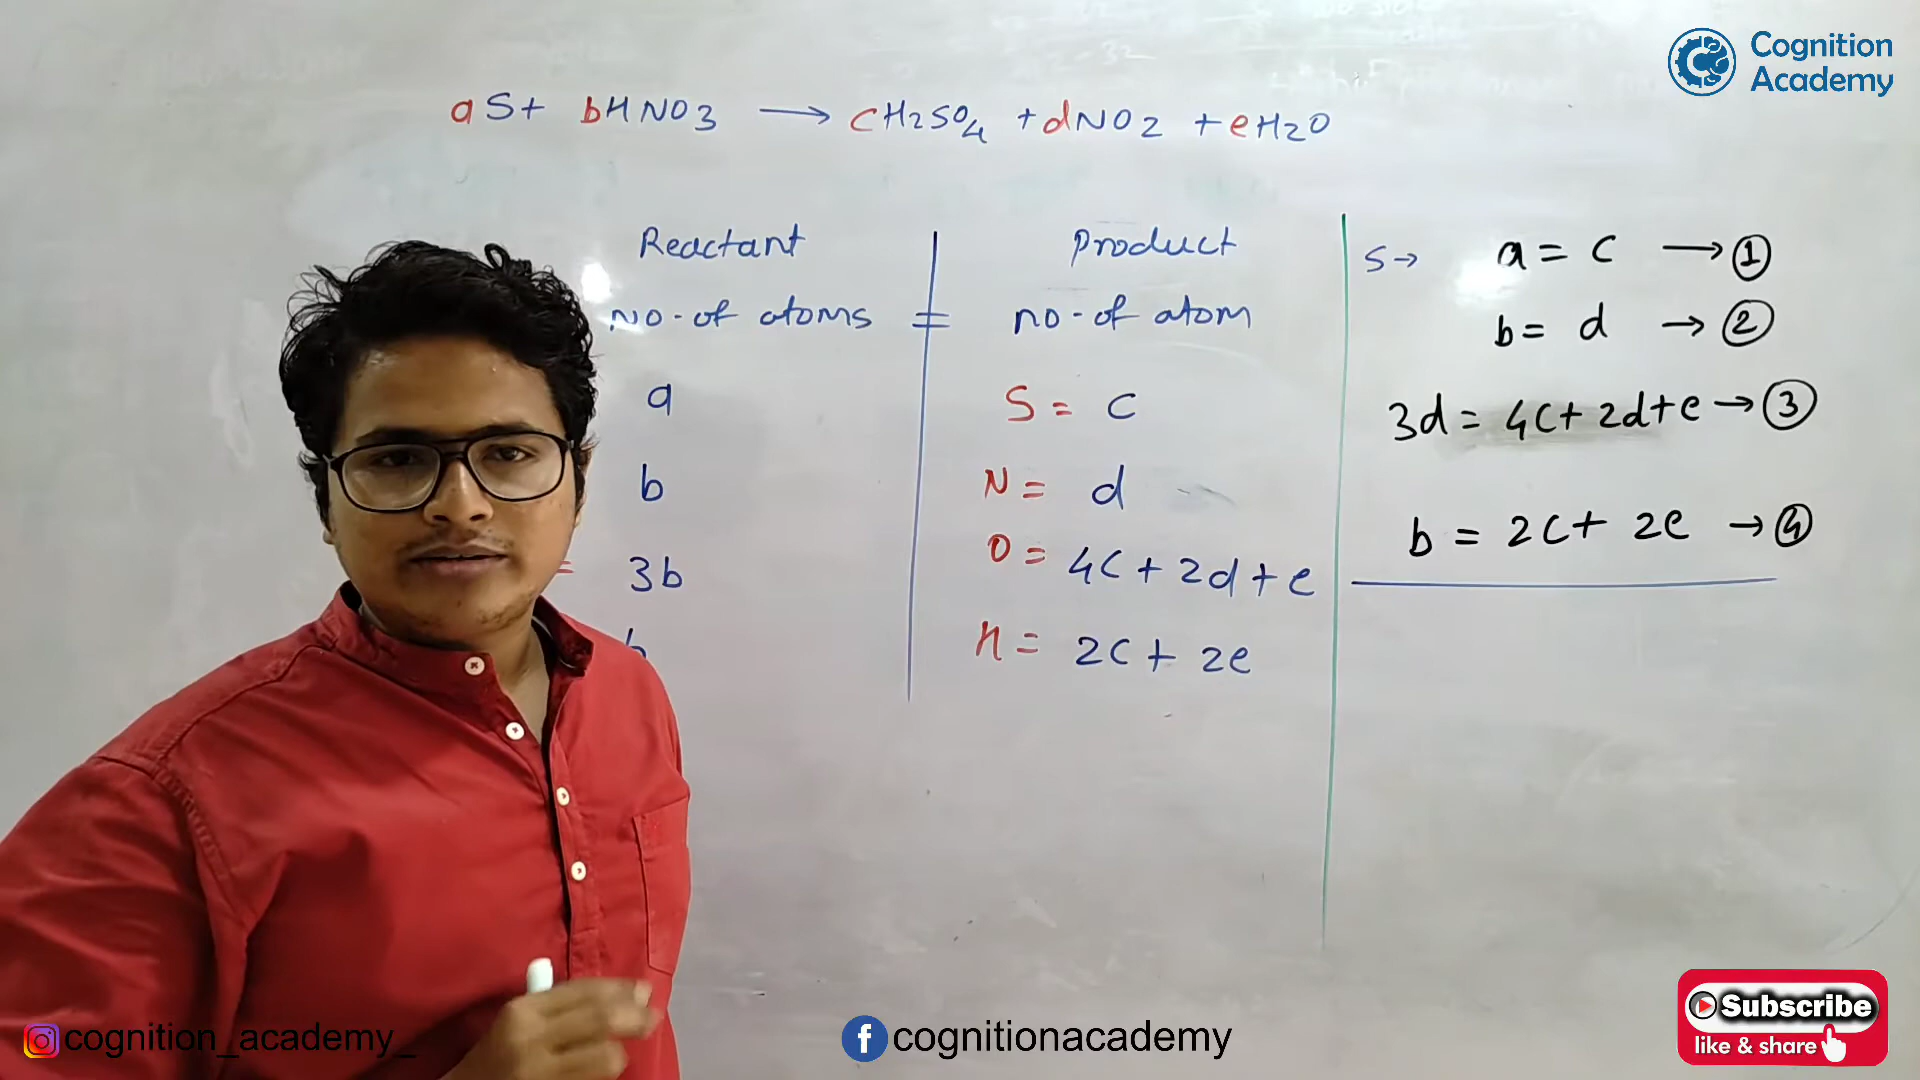 Cognition
Academy
aS+ bHNO3 → cH2SO4 +dNO2 +eH2O
Reactant Product
no.of atoms = no.of atom
a S = c
b N = d
= 3b O = 4c + 2d + e
H = 2c + 2e
S→ a = c → 1
b = d → 2
3d = 4c+ 2d+e → 3
b = 2c+ 2e → 4
cognition_academy_
cognitionacademy
Subscribe
like & share